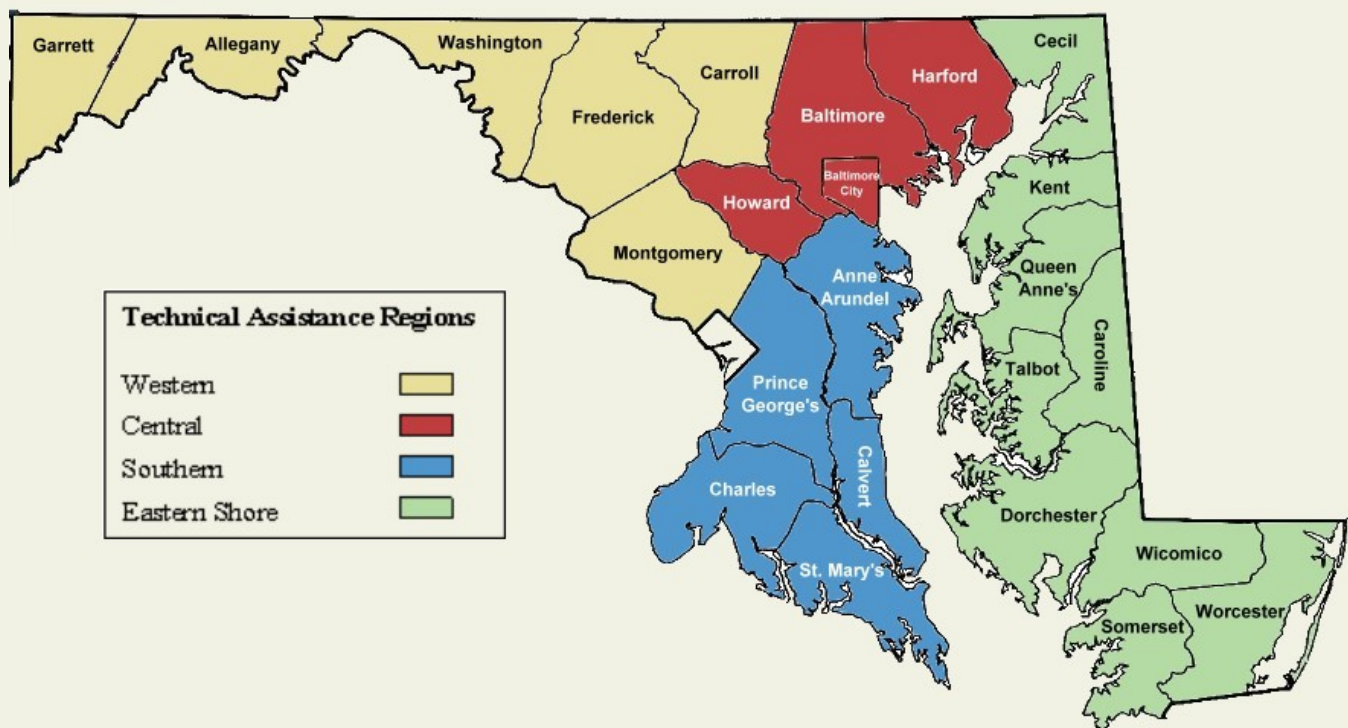 Garrett
Allegany
Washington
Frederick
Carroll
Baltimore
Harford
Cecil
Baltimore
City
Howard
Montgomery
Kent
Queen
Anne's
Anne
Arundel
Talbot
Caroline
Prince
George's
Charles
Calvert
St. Mary's
Dorchester
Wicomico
Somerset
Worcester
Technical Assistance Regions
Western
Central
Southern
Eastern Shore